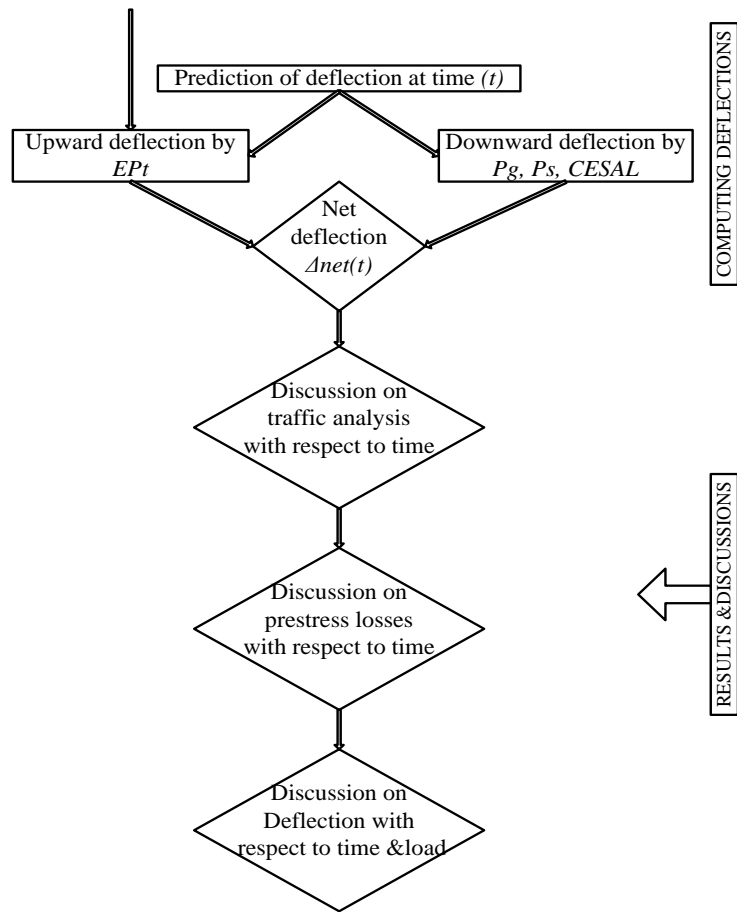 Prediction of deflection at time (t)
Upward deflection by
EPt
Downward deflection by
Pg, Ps, CESAL
Net
deflection
Δnet(t)
Discussion on
traffic analysis
with respect to time
Discussion on
prestress losses
with respect to time
Discussion on
Deflection with
respect to time &load
COMPUTING DEFLECTIONS
RESULTS &DISCUSSIONS